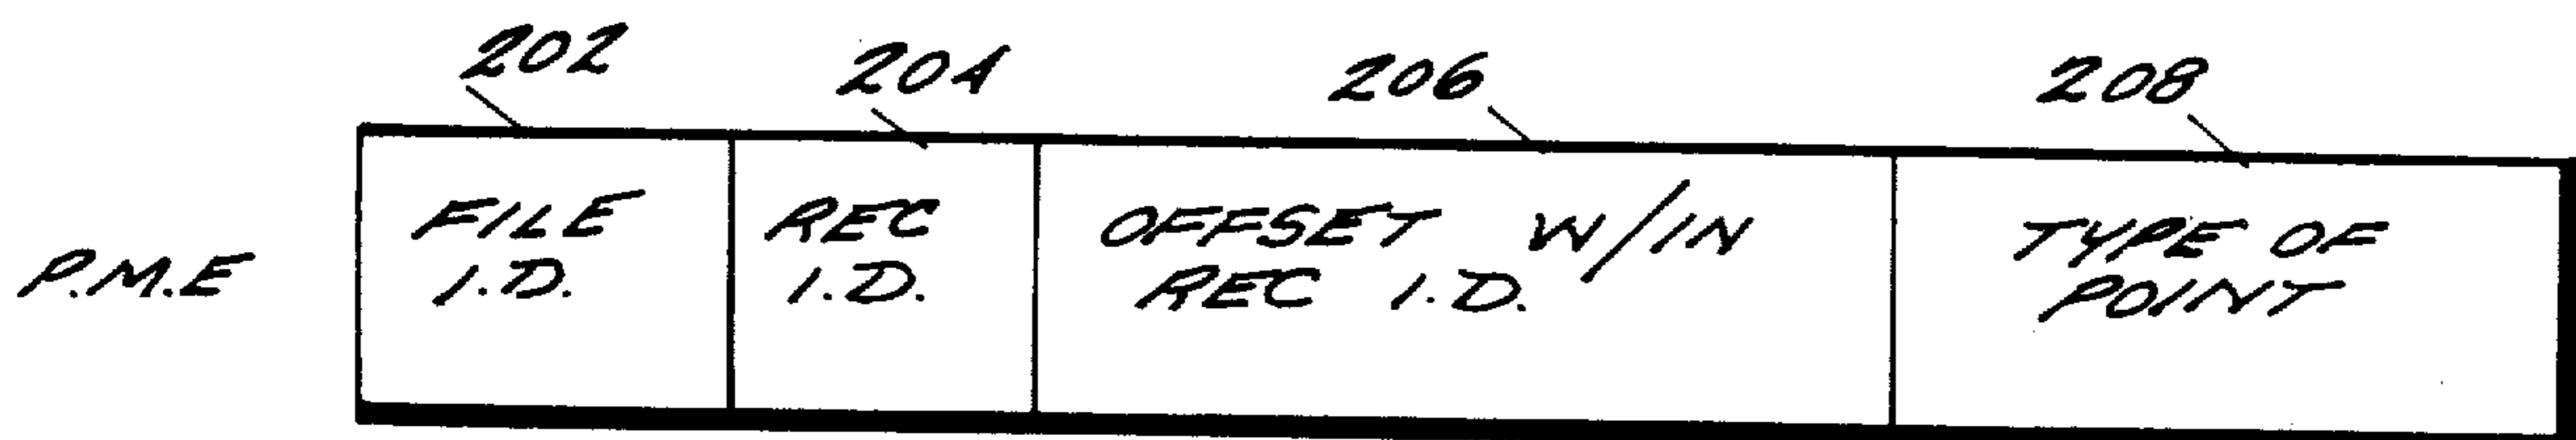 202 204 206 208
P.M.E FILE I.D. REC I.D. OFFSET W/IN REC I.D. TYPE OF POINT